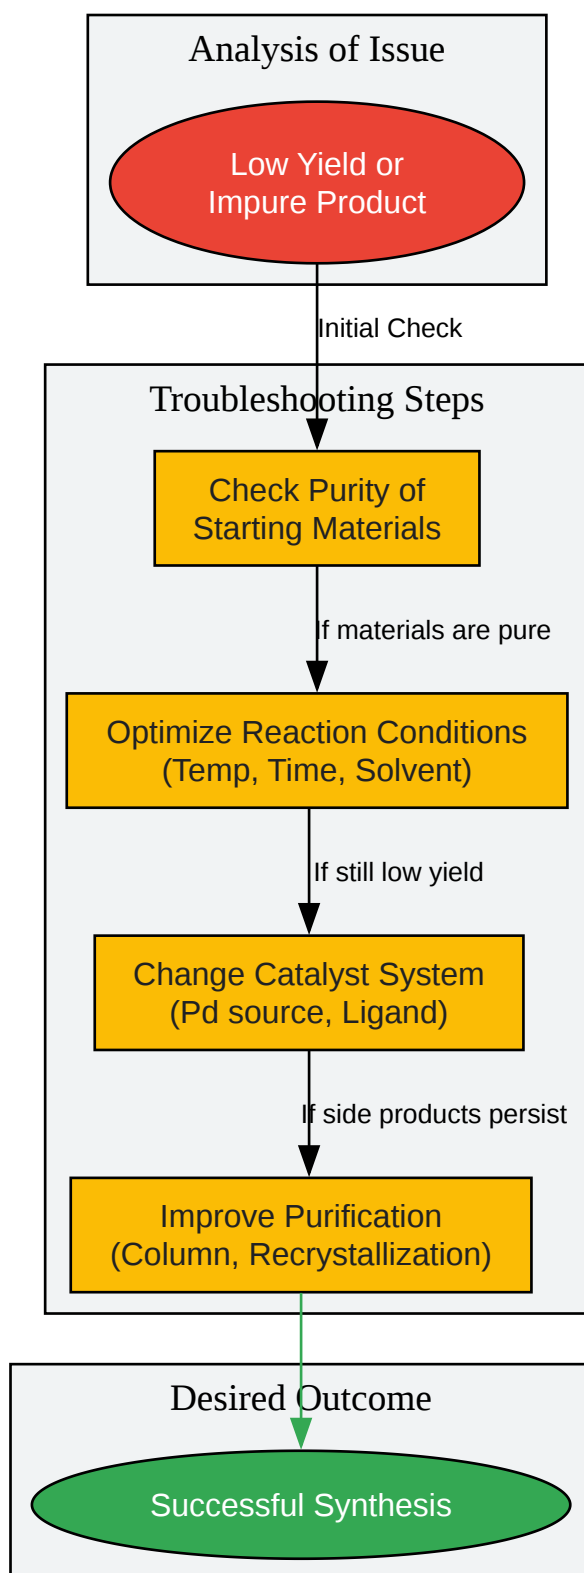 Analysis of Issue
Low Yield or
Impure Product
Initial Check
Troubleshooting Steps
Check Purity of
Starting Materials
If materials are pure
Optimize Reaction Conditions
(Temp, Time, Solvent)
If still low yield
Change Catalyst System
(Pd source, Ligand)
If side products persist
Improve Purification
(Column, Recrystallization)
Desired Outcome
Successful Synthesis